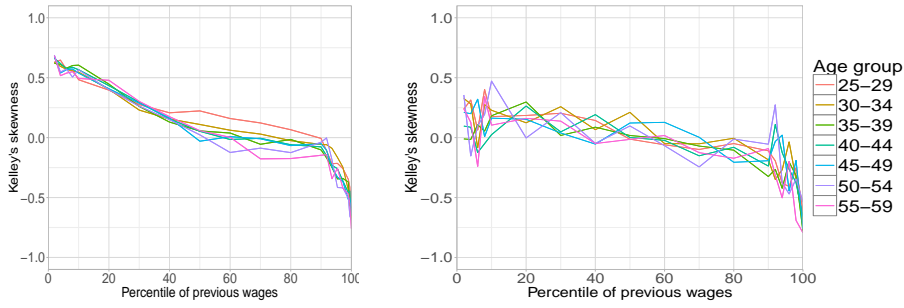 1.0
0.5
0.0
−0.5
−1.0
Kelley's skewness
0 20 40 60 80 100
Percentile of previous wages
1.0
0.5
0.0
−0.5
−1.0
Kelley's skewness
0 20 40 60 80 100
Percentile of previous wages
Age group
25−29
30−34
35−39
40−44
45−49
50−54
55−59